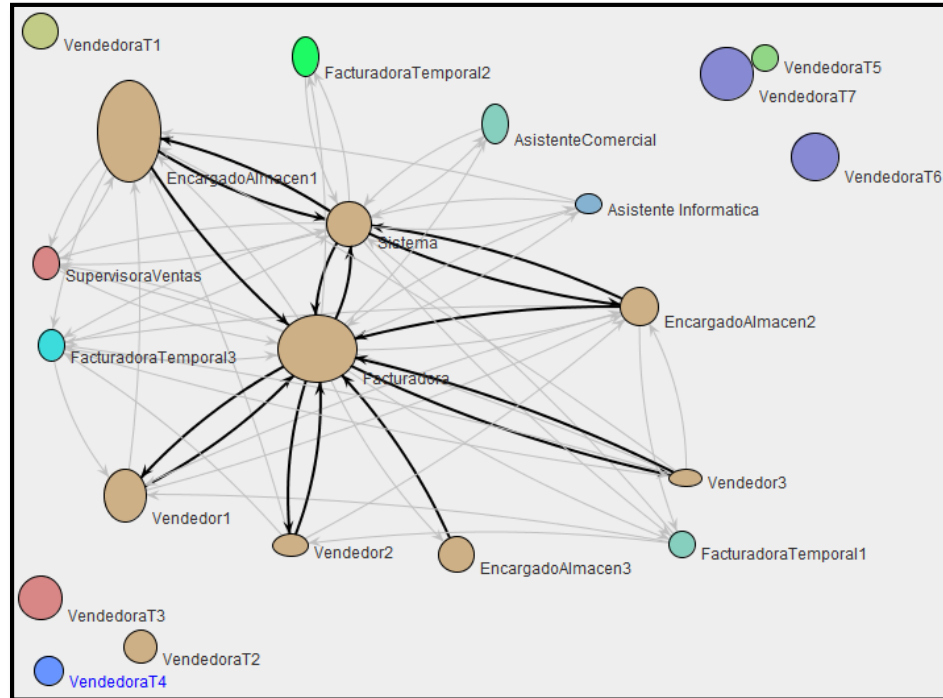 VendedoraT1
FacturadoraTemporal2
VendedoraT5
VendedoraT7
AsistenteComercial
EncargadoAlmacen1
VendedoraT6
Asistente Informatica
Sistema
SupervisoraVentas
EncargadoAlmacen2
FacturadoraTemporal3
Facturadora
Vendedor3
Vendedor1
Vendedor2
FacturadoraTemporal1
EncargadoAlmacen3
VendedoraT3
VendedoraT2
VendedoraT4